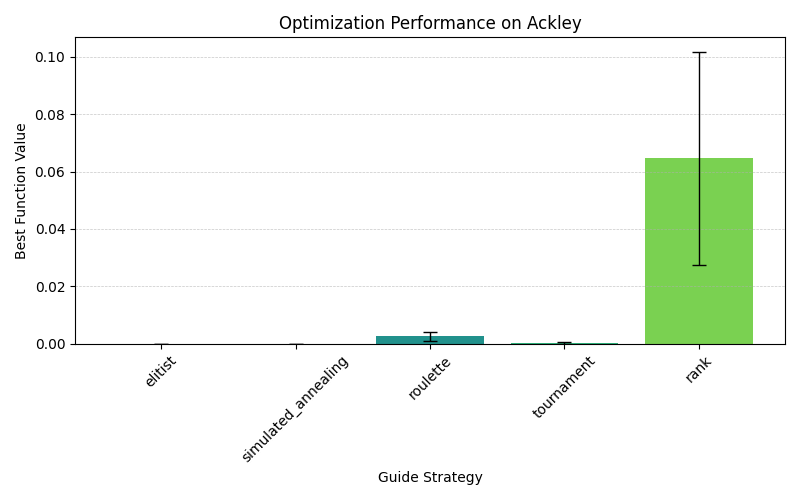 Optimization Performance on Ackley
Best Function Value
0.10
0.08
0.06
0.04
0.02
0.00
elitist
simulated_annealing
roulette
tournament
rank
Guide Strategy